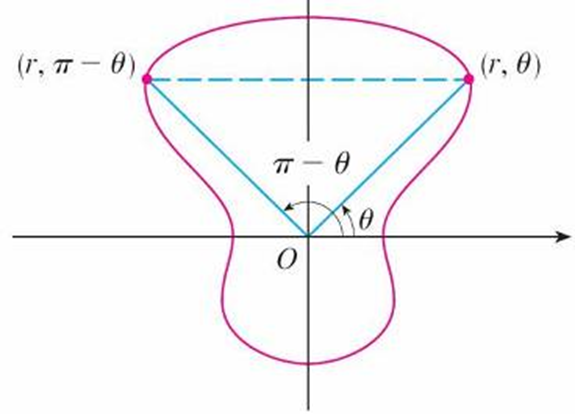 (r, π − θ)
(r, θ)
π − θ
θ
O